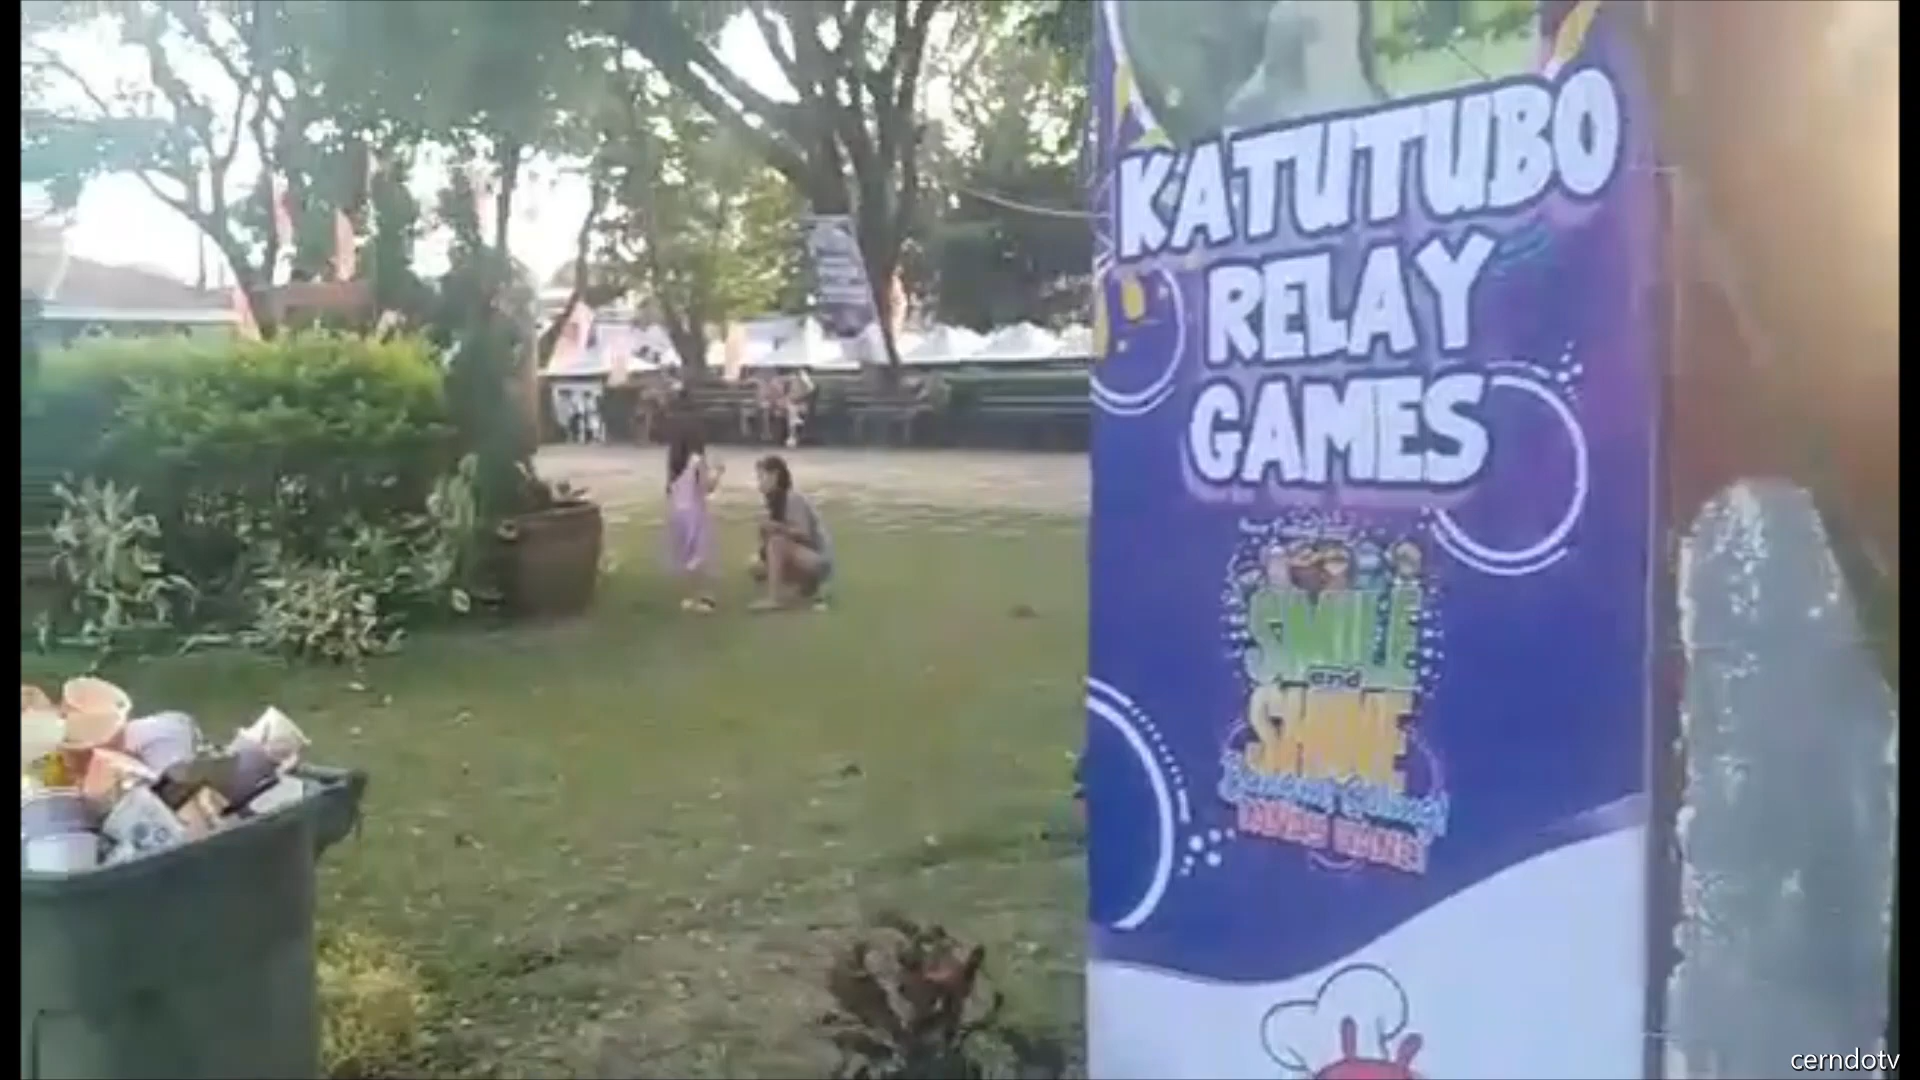 KATUTUBO
RELAY
GAMES
SMILE
and
SHINE
cerndotv